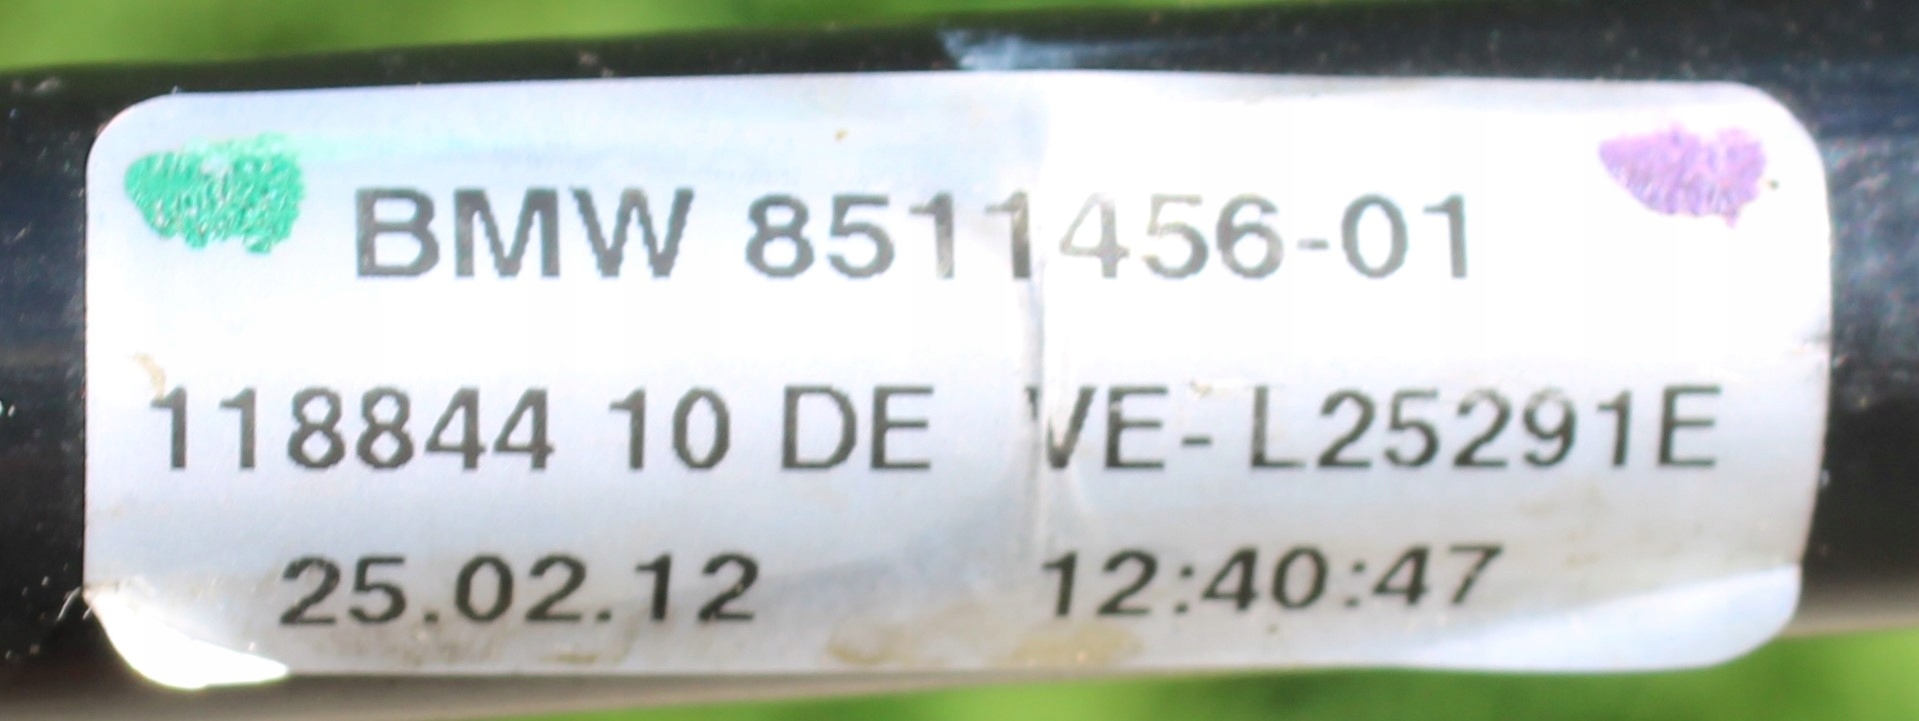 BMW 8511456-01
118844 10 DE VE- L25291E
25.02.12 12:40:47